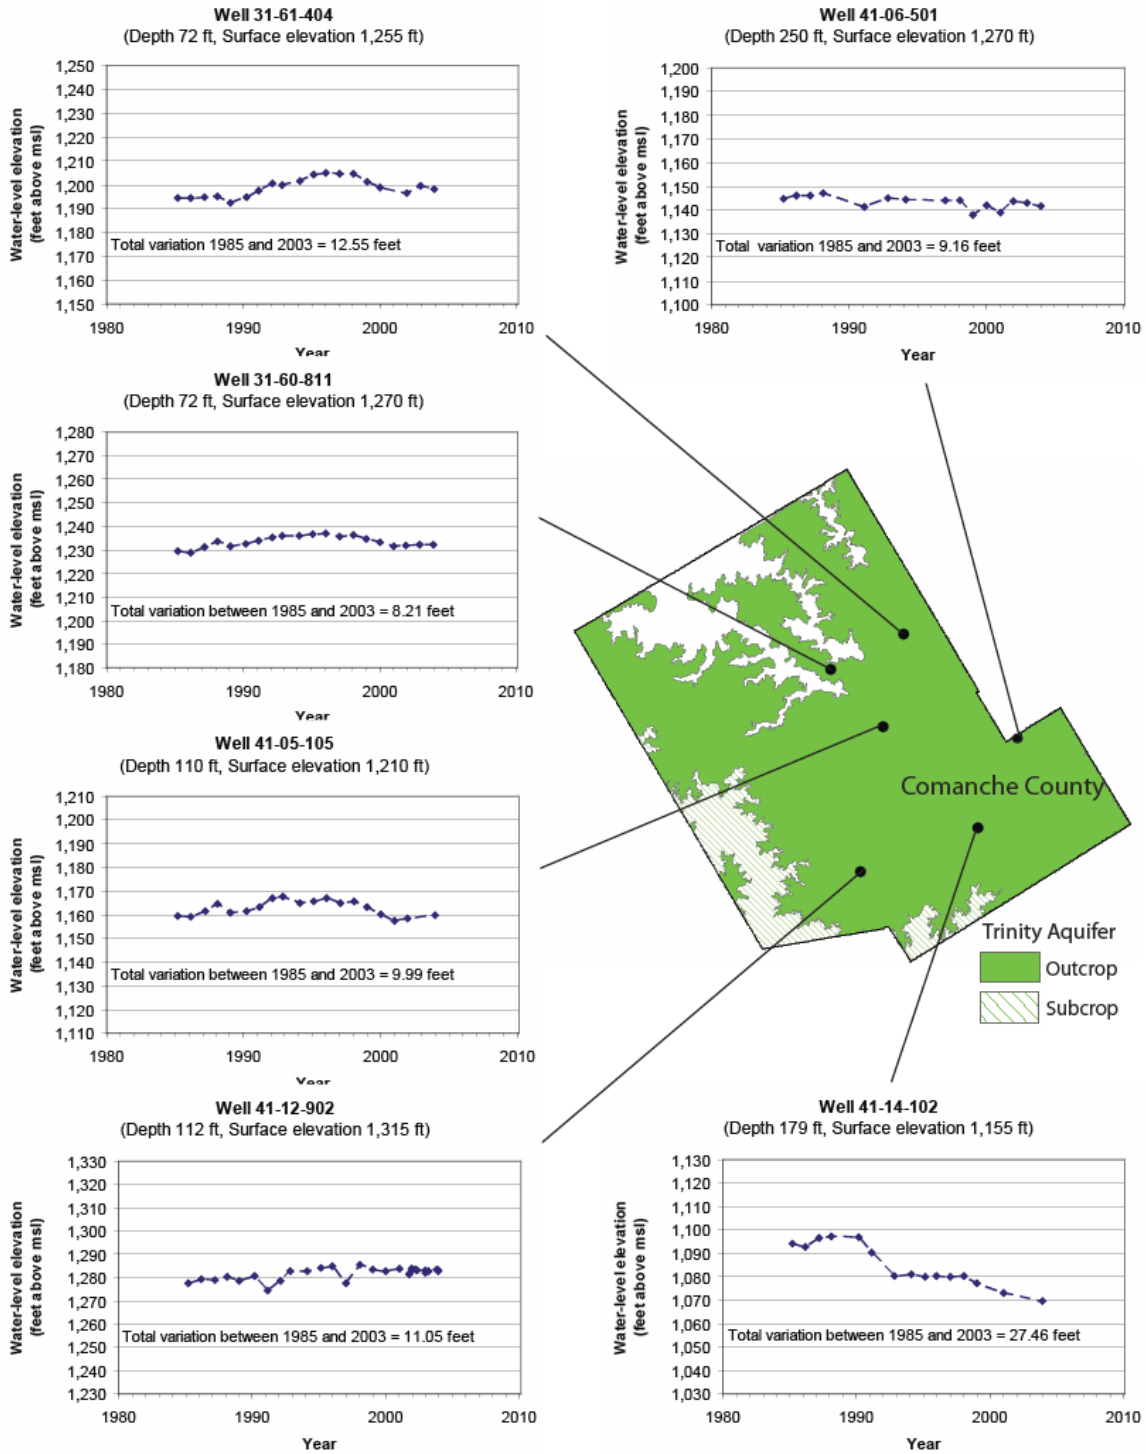 Well 31-61-404
(Depth 72 ft, Surface elevation 1,255 ft)
Water-level elevation
(feet above msl)
1,250
1,240
1,230
1,220
1,210
1,200
1,190
1,180
1,170
1,160
1,150
Total variation 1985 and 2003 = 12.55 feet
1980
1990
2000
2010
Year
Well 41-06-501
(Depth 250 ft, Surface elevation 1,270 ft)
Water-level elevation
(feet above msl)
1,200
1,190
1,180
1,170
1,160
1,150
1,140
1,130
1,120
1,110
1,100
Total variation 1985 and 2003 = 9.16 feet
1980
1990
2000
2010
Year
Well 31-60-811
(Depth 72 ft, Surface elevation 1,270 ft)
Water-level elevation
(feet above msl)
1,280
1,270
1,260
1,250
1,240
1,230
1,220
1,210
1,200
1,190
1,180
Total variation between 1985 and 2003 = 8.21 feet
1980
1990
2000
2010
Year
Well 41-05-105
(Depth 110 ft, Surface elevation 1,210 ft)
Water-level elevation
(feet above msl)
1,210
1,200
1,190
1,180
1,170
1,160
1,150
1,140
1,130
1,120
1,110
Total variation between 1985 and 2003 = 9.99 feet
1980
1990
2000
2010
Year
Comanche County
Trinity Aquifer
Outcrop
Subcrop
Well 41-12-902
(Depth 112 ft, Surface elevation 1,315 ft)
Water-level elevation
(feet above msl)
1,330
1,320
1,310
1,300
1,290
1,280
1,270
1,260
1,250
1,240
1,230
Total variation between 1985 and 2003 = 11.05 feet
1980
1990
2000
2010
Year
Well 41-14-102
(Depth 179 ft, Surface elevation 1,155 ft)
Water-level elevation
(feet above msl)
1,130
1,120
1,110
1,100
1,090
1,080
1,070
1,060
1,050
1,040
1,030
Total variation between 1985 and 2003 = 27.46 feet
1980
1990
2000
2010
Year